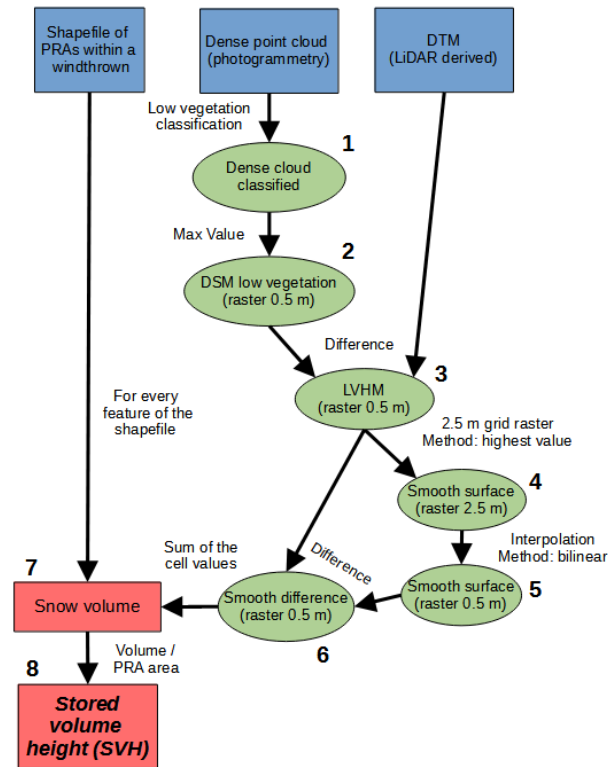 Shapefile of
PRAs within a
windthrown
Dense point cloud
(photogrammetry)
DTM
(LiDAR derived)
Low vegetation
classification
1
Dense cloud
classified
Max Value
2
DSM low vegetation
(raster 0.5 m)
Difference
3
LVHM
(raster 0.5 m)
For every
feature of the
shapefile
2.5 m grid raster
Method: highest value
4
Smooth surface
(raster 2.5 m)
Interpolation
Method: bilinear
5
Smooth surface
(raster 0.5 m)
Difference
Sum of the
cell values
Smooth difference
(raster 0.5 m)
6
7
Snow volume
Volume /
PRA area
8
Stored
volume
height (SVH)